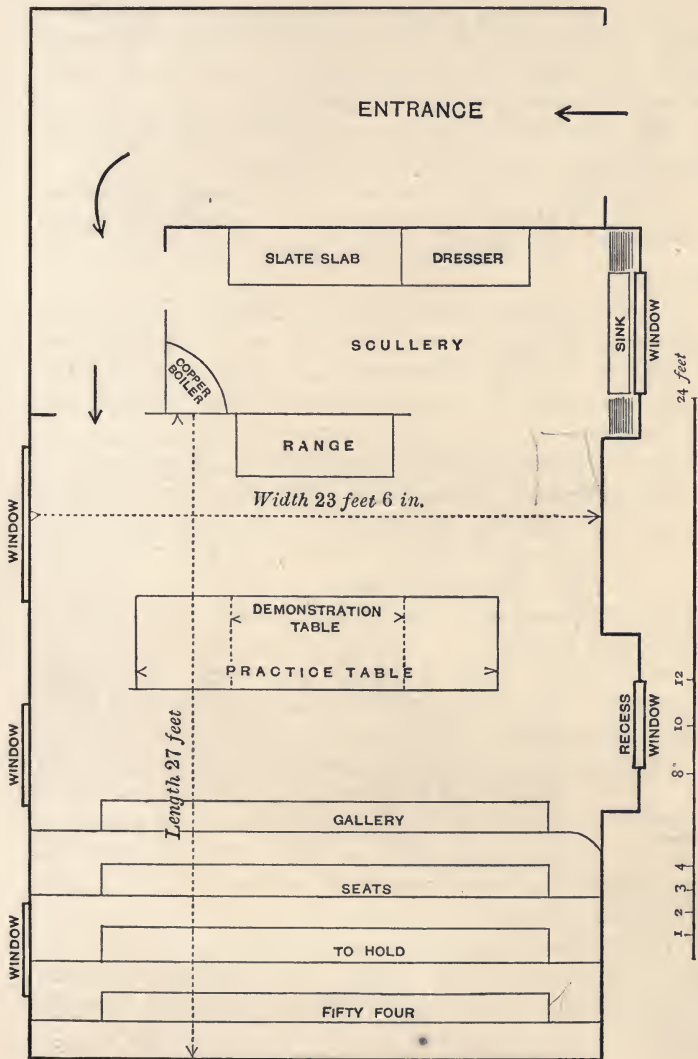 ENTRANCE
SLATE SLAB
DRESSER
SCULLERY
SINK
WINDOW
COPPER
BOILER
RANGE
24 feet
Width 23 feet 6 in.
WINDOW
DEMONSTRATION
TABLE
PRACTICE TABLE
Length 27 feet
WINDOW
RECESS
WINDOW
12
10
8
GALLERY
SEATS
4
3
2
1
TO HOLD
WINDOW
FIFTY FOUR